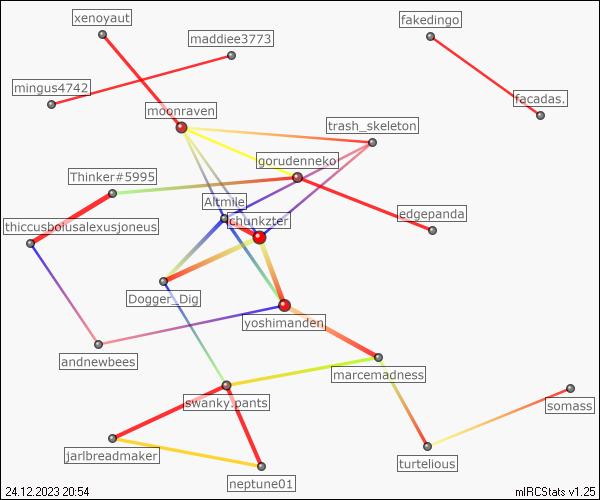 xenoyaut
maddiee3773
fakedingo
mingus4742
facadas.
moonraven
trash_skeleton
gorudenneko
Thinker#5995
Altmile
edgepanda
thiccusboiusalexusjoneus
chunkzter
Dogger_Dig
yoshimanden
andnewbees
marcemadness
swanky.pants
somass
jarlbreadmaker
turtelious
neptune01
24.12.2023 20:54
mIRCStats v1.25